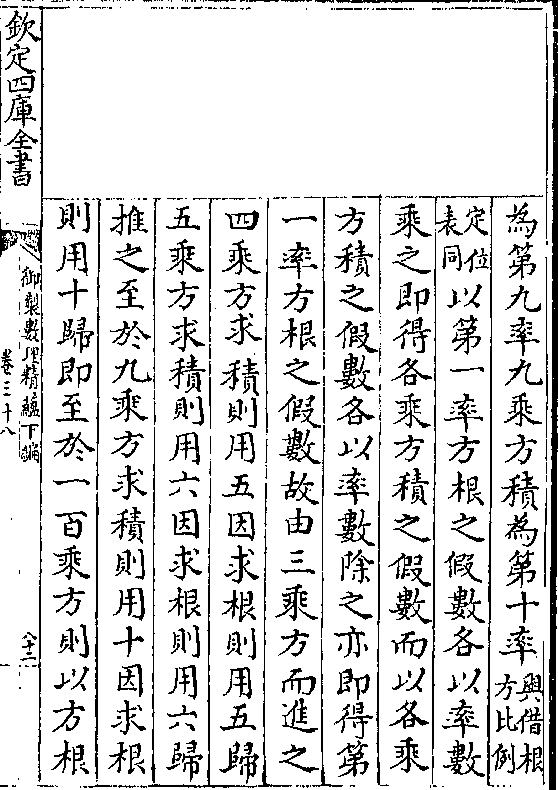 為第九率九乘方積為第十率與借根方比例
定位表同以第一率方根之假數各以率數
乘之即得各乘方積之假數而以各乘
方積之假數各以率數除之亦即得第
一率方根之假數故由三乘方而進之
四乘方求積則用五因求根則用五歸
五乘方求積則用六因求根則用六歸
推之至於九乘方求積則用十因求根
則用十歸即至於一百乘方則以方根
欽定四庫全書
御製數理精蘊下編
卷三十八